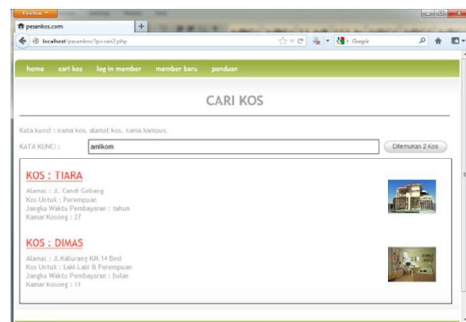 Firefox
pesankos.com
localhost/pesankos/?p=cari2.php
Google
home cari kos log in member member baru panduan
CARI KOS
Kata kunci : nama kos, alamat kos, nama kampus.
KATA KUNCI : amikom Ditemukan 2 Kos
KOS : TIARA
Alamat : Jl. Candi Gebang
Kos Untuk : Perempuan
Jangka Waktu Pembayaran : tahun
Kamar Kosong : 27
KOS : DIMAS
Alamat : Jl.Kaliurang KM 14
Kos Untuk : Laki-Laki & Perempuan
Jangka Waktu Pembayaran : bulan
Kamar Kosong : 11